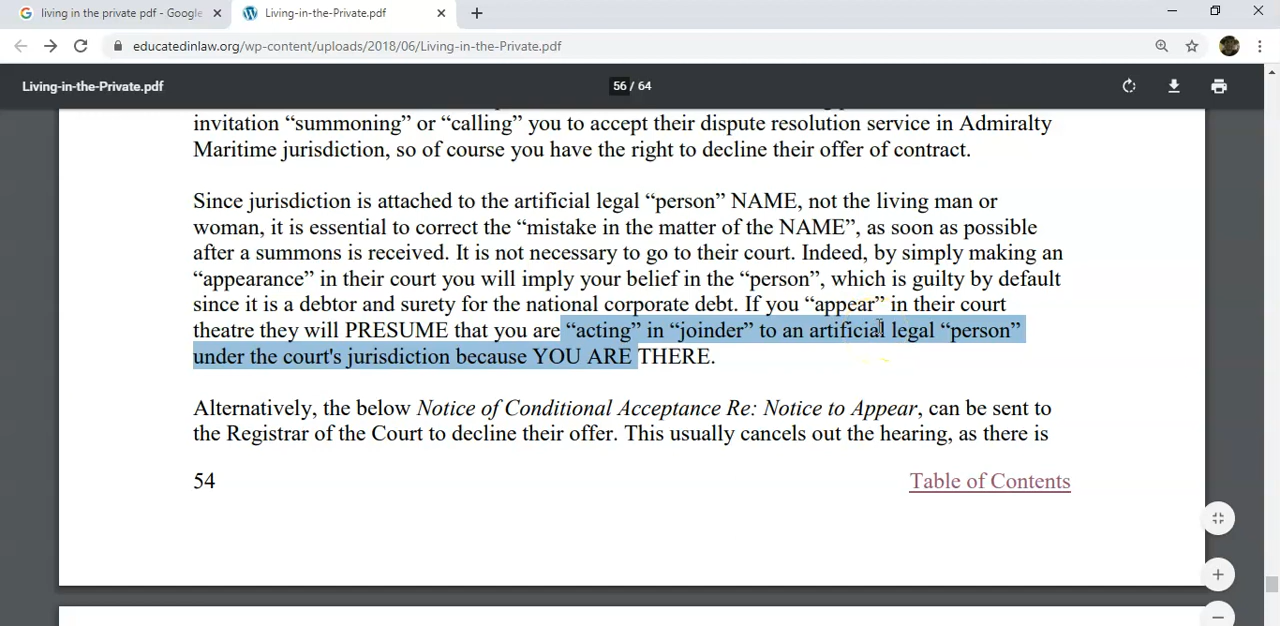 living in the private pdf - Google
Living-in-the-Private.pdf
educatedinlaw.org/wp-content/uploads/2018/06/Living-in-the-Private.pdf
Living-in-the-Private.pdf
56 / 64
invitation “summoning” or “calling” you to accept their dispute resolution service in Admiralty
Maritime jurisdiction, so of course you have the right to decline their offer of contract.
Since jurisdiction is attached to the artificial legal “person” NAME, not the living man or
woman, it is essential to correct the “mistake in the matter of the NAME”, as soon as possible
after a summons is received. It is not necessary to go to their court. Indeed, by simply making an
“appearance” in their court you will imply your belief in the “person”, which is guilty by default
since it is a debtor and surety for the national corporate debt. If you “appear” in their court
theatre they will PRESUME that you are “acting” in “joinder” to an artificial legal “person”
under the court's jurisdiction because YOU ARE THERE.
Alternatively, the below Notice of Conditional Acceptance Re: Notice to Appear, can be sent to
the Registrar of the Court to decline their offer. This usually cancels out the hearing, as there is
54
Table of Contents